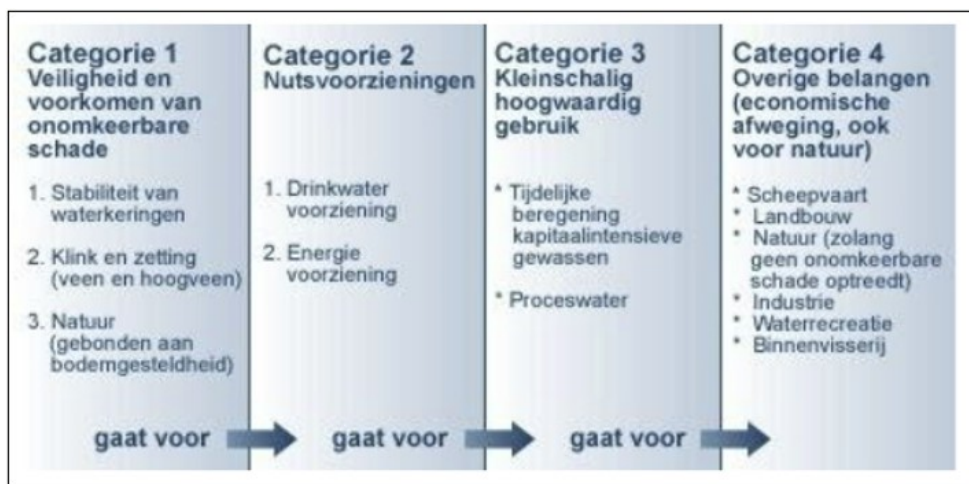 Categorie 1
Veiligheid en
voorkomen van
onomkeerbare
schade
1. Stabiliteit van
waterkeringen
2. Klink en zetting
(veen en hoogveen)
3. Natuur
(gebonden aan
bodemgesteldheid)
gaat voor
Categorie 2
Nutsvoorzieningen
1. Drinkwater
voorziening
2. Energie
voorziening
gaat voor
Categorie 3
Kleinschalig
hoogwaardig
gebruik
* Tijdelijke
beregening
kapitaalintensieve
gewassen
* Proceswater
gaat voor
Categorie 4
Overige belangen
(economische
afweging, ook
voor natuur)
* Scheepvaart
* Landbouw
* Natuur (zolang
geen onomkeerbare
schade optreedt)
* Industrie
* Waterrecreatie
* Binnenvisserij